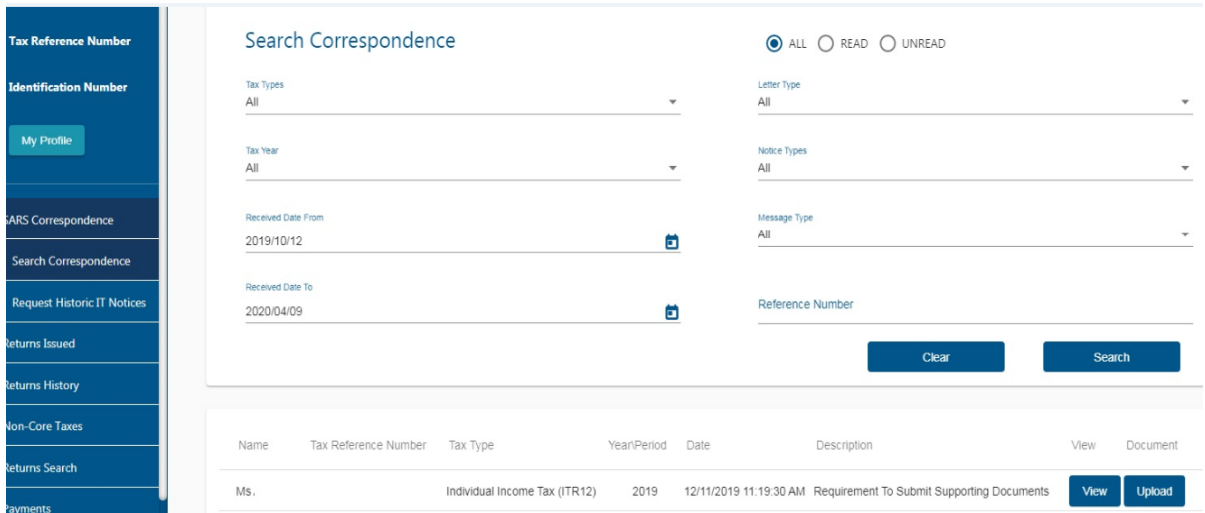 Tax Reference Number
Identification Number
My Profile
SARS Correspondence
Search Correspondence
Request Historic IT Notices
Returns Issued
Returns History
Non-Core Taxes
Returns Search
Payments
Search Correspondence
ALL READ UNREAD
Tax Types
All
Letter Type
All
Tax Year
All
Notice Types
All
Received Date From
2019/10/12
Message Type
All
Received Date To
2020/04/09
Reference Number
Clear Search
Name Tax Reference Number Tax Type Year\Period Date Description View Document
Ms. Individual Income Tax (ITR12) 2019 12/11/2019 11:19:30 AM Requirement To Submit Supporting Documents View Upload